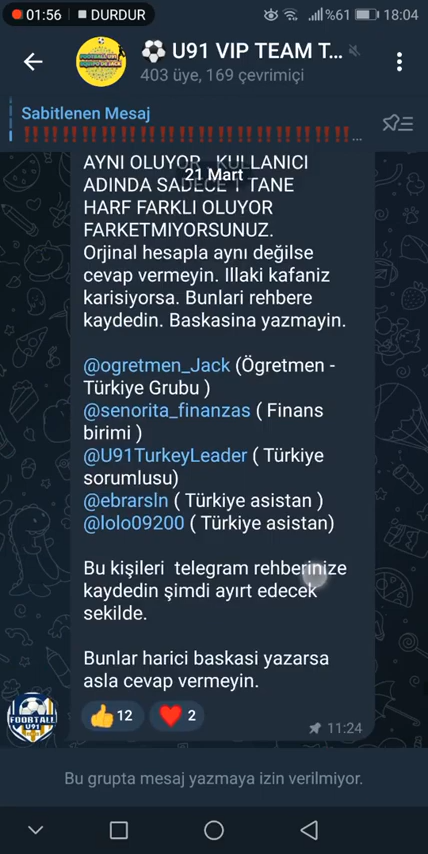 01:56
DURDUR
%61
18:04
U91 VIP TEAM T...
403 üye, 169 çevrimiçi
Sabitlenen Mesaj
‼‼‼‼‼‼‼‼‼‼‼‼‼‼‼‼‼...
AYNI OLUYOR. KULLANICI
21 Mart
ADINDA SADECE 1 TANE
HARF FARKLI OLUYOR
FARKETMIYORSUNUZ.
Orjinal hesapla aynı değilse
cevap vermeyin. Illaki kafaniz
karisiyorsa. Bunlari rehbere
kaydedin. Baskasina yazmayin.
@ogretmen_Jack (Ögretmen -
Türkiye Grubu )
@senorita_finanzas ( Finans
birimi )
@U91TurkeyLeader ( Türkiye
sorumlusu)
@ebrarsln ( Türkiye asistan )
@lolo09200 ( Türkiye asistan)
Bu kişileri telegram rehberinize
kaydedin şimdi ayırt edecek
sekilde.
Bunlar harici baskasi yazarsa
asla cevap vermeyin.
👍 12 ❤️ 2
11:24
FOOTALL
U91
Bu grupta mesaj yazmaya izin verilmiyor.